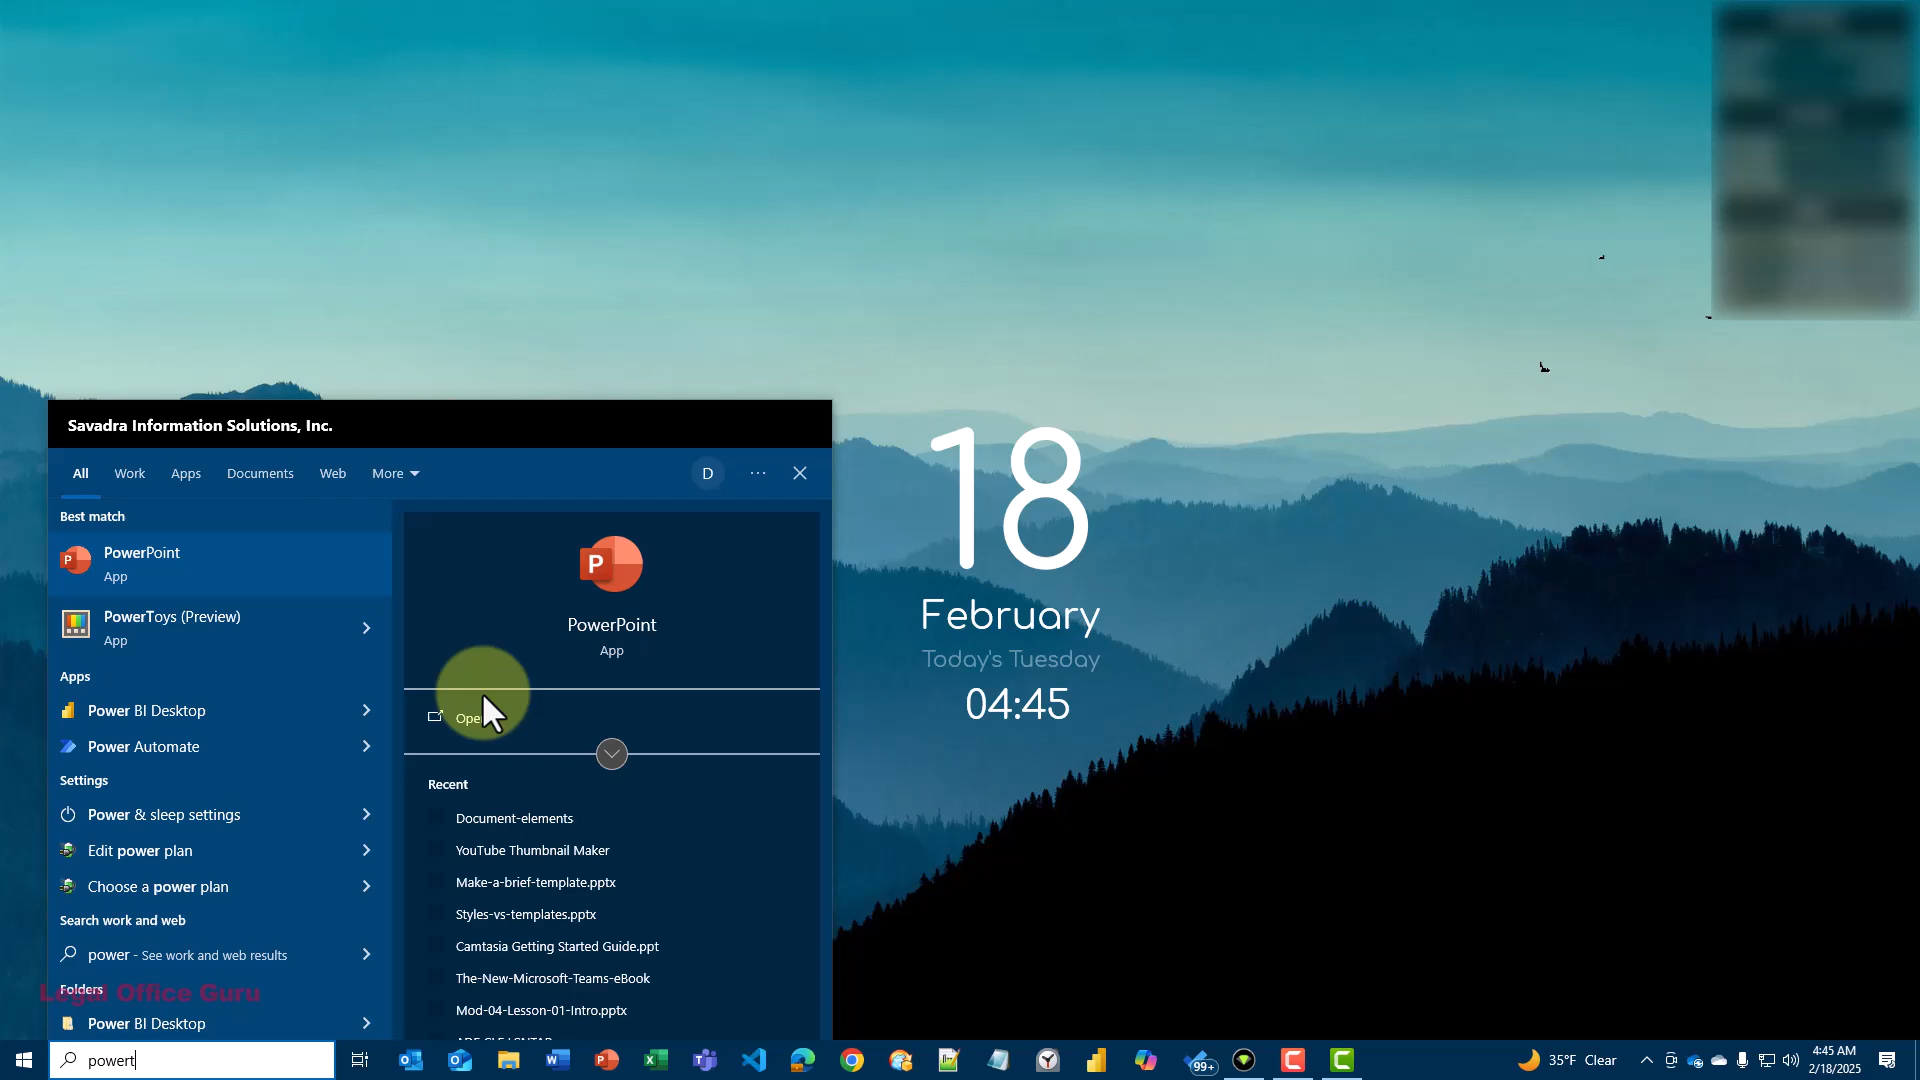 Savadra Information Solutions, Inc.
All Work Apps Documents Web More D ...
Best match
PowerPoint
App
PowerToys (Preview)
App
Apps
Power BI Desktop
Power Automate
Settings
Power & sleep settings
Edit power plan
Choose a power plan
Search work and web
power - See work and web results
Folders
Legal Office Guru
Power BI Desktop
powert
P
PowerPoint
App
Recent
Document-elements
YouTube Thumbnail Maker
Make-a-brief-template.pptx
Styles-vs-templates.pptx
Camtasia Getting Started Guide.ppt
The-New-Microsoft-Teams-eBook
Mod-04-Lesson-01-Intro.pptx
18
February
Today's Tuesday
04:45
99+
35°F Clear
4:45 AM
2/18/2025